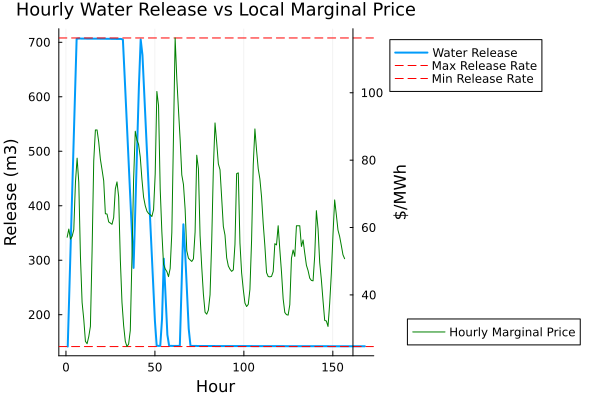 Hourly Water Release vs Local Marginal Price
Release (m3)
700
600
500
400
300
200
0
50
100
150
Hour
100
80
60
40
$/MWh
Water Release
Max Release Rate
Min Release Rate
Hourly Marginal Price